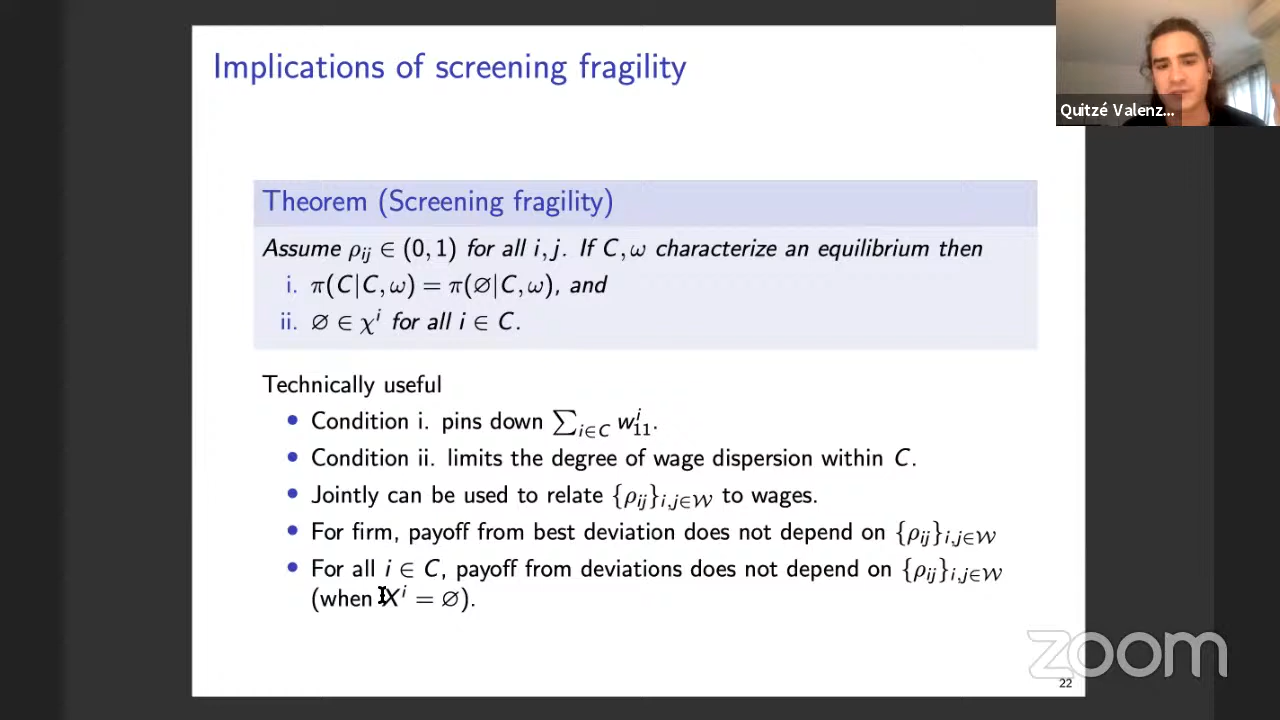 Implications of screening fragility
Quitzé Valenz...
Theorem (Screening fragility)
Assume ρij ∈ (0, 1) for all i, j. If C, ω characterize an equilibrium then
i. π(C|C, ω) = π(∅|C, ω), and
ii. ∅ ∈ χ^i for all i ∈ C.
Technically useful
• Condition i. pins down ∑_{i∈C} w^i_{11}.
• Condition ii. limits the degree of wage dispersion within C.
• Jointly can be used to relate {ρij}_{i,j∈W} to wages.
• For firm, payoff from best deviation does not depend on {ρij}_{i,j∈W}
• For all i ∈ C, payoff from deviations does not depend on {ρij}_{i,j∈W}
(when X^i = ∅).
zoom
22